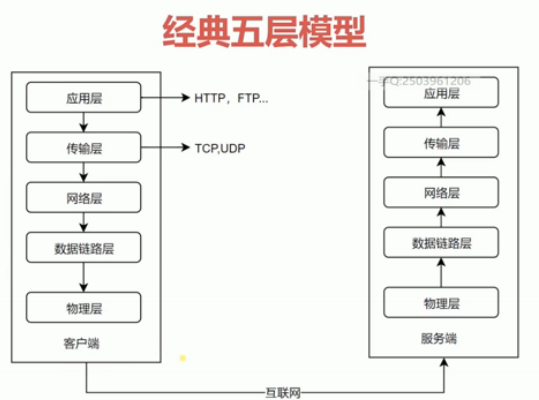 经典五层模型
应用层
HTTP，FTP...
传输层
TCP,UDP
网络层
数据链路层
物理层
客户端
2503961206
应用层
传输层
网络层
数据链路层
物理层
服务端
互联网